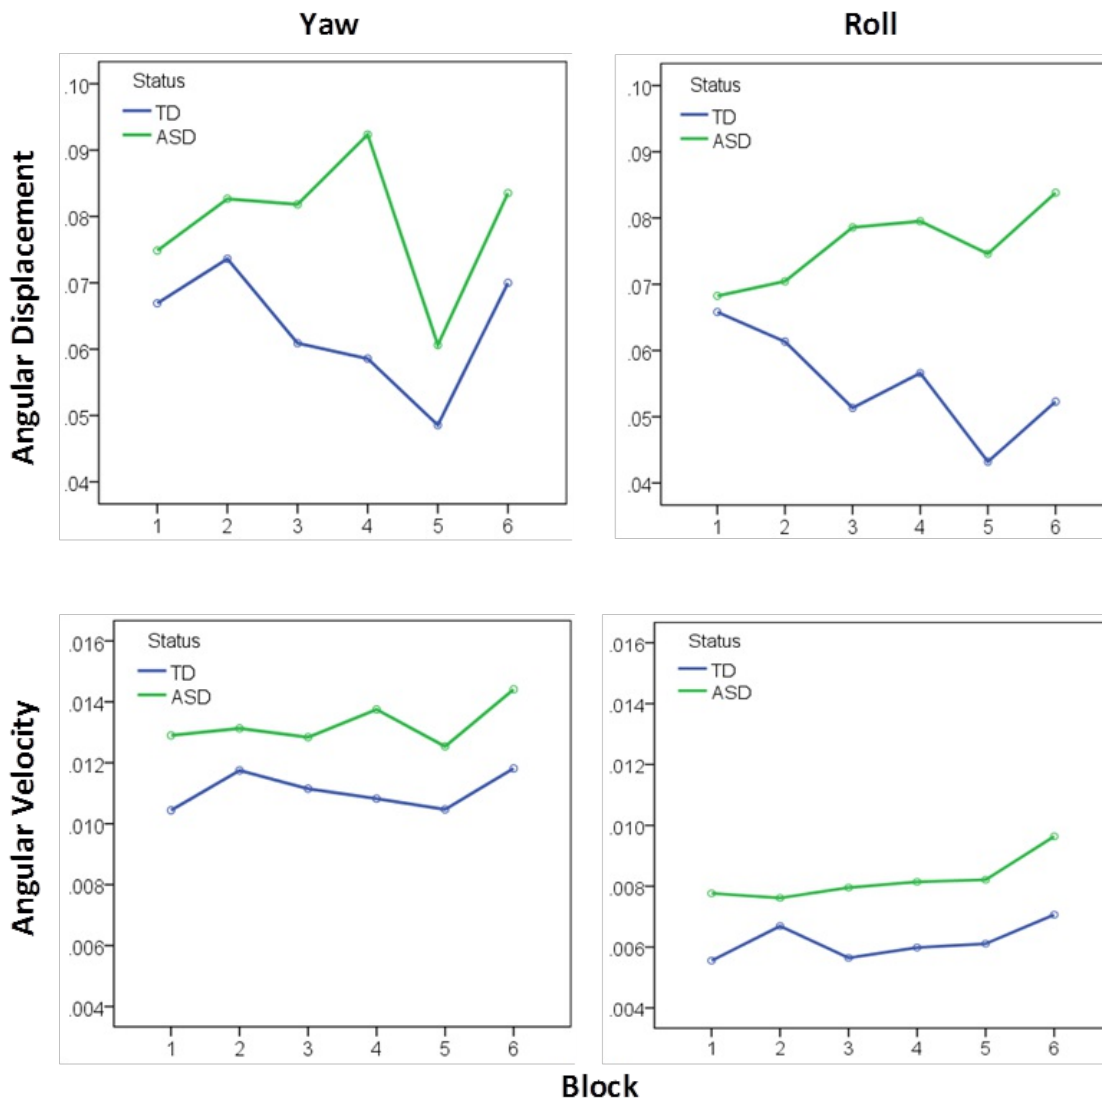 Yaw
Roll
Angular Displacement
Status
TD
ASD
.10
.09
.08
.07
.06
.05
.04
1 2 3 4 5 6
Status
TD
ASD
.10
.09
.08
.07
.06
.05
.04
1 2 3 4 5 6
Angular Velocity
Status
TD
ASD
.016
.014
.012
.010
.008
.006
.004
1 2 3 4 5 6
Status
TD
ASD
.016
.014
.012
.010
.008
.006
.004
1 2 3 4 5 6
Block